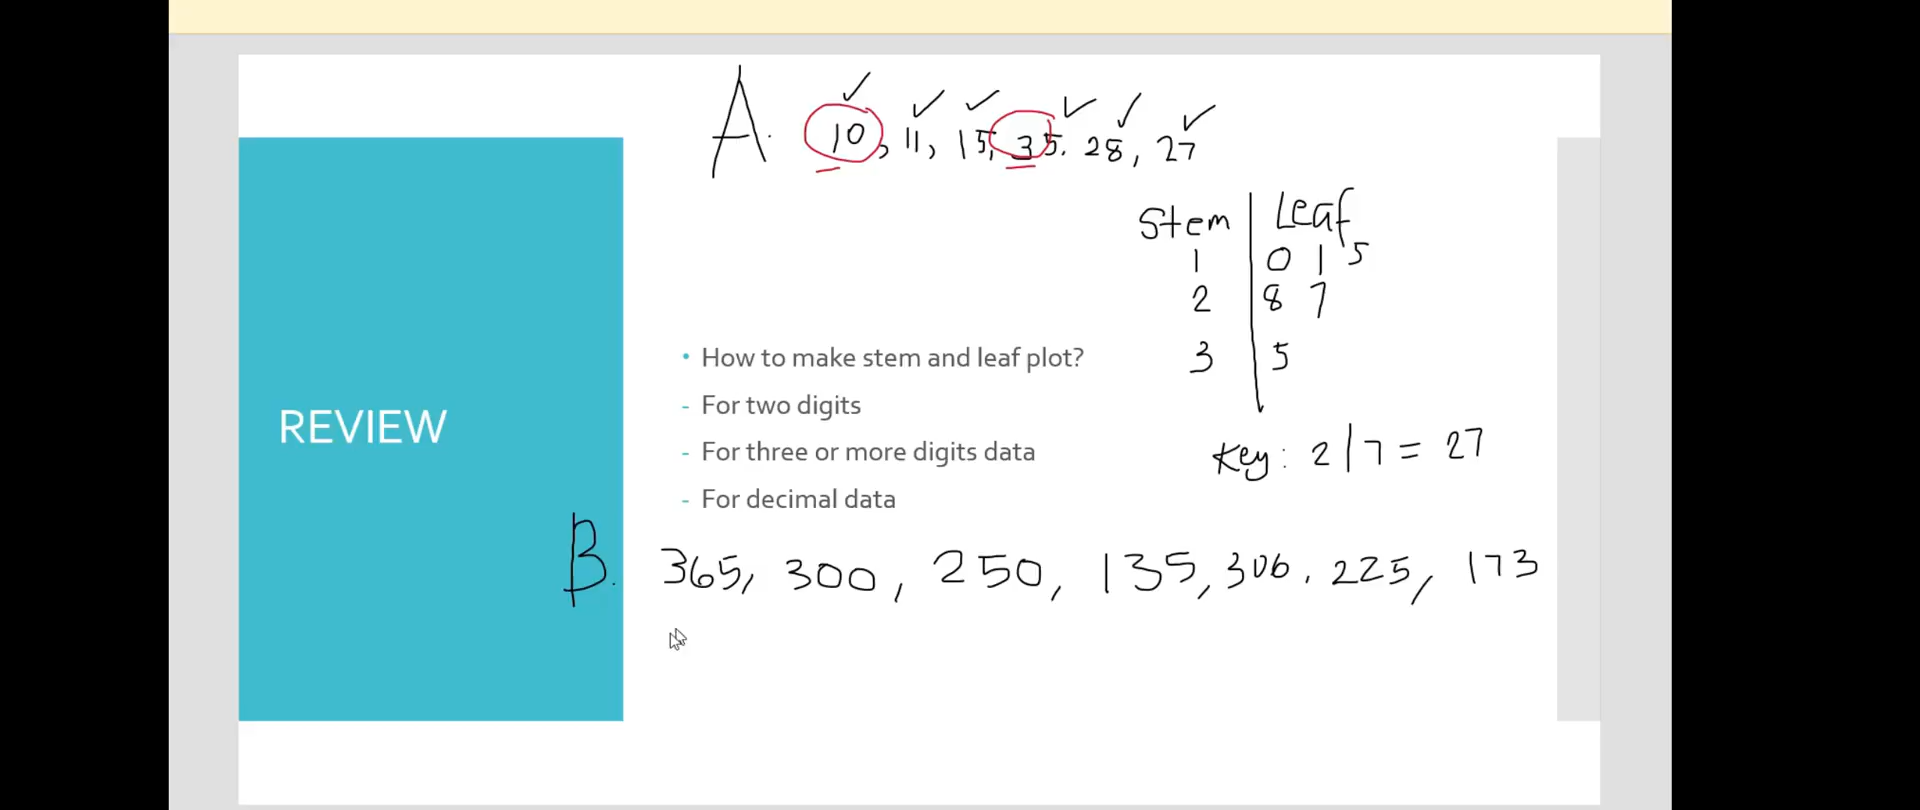 A. 10, 11, 15, 35. 28, 27
Stem | Leaf
1 | 0 1 5
2 | 8 7
3 | 5
• How to make stem and leaf plot?
- For two digits
- For three or more digits data
- For decimal data
REVIEW
Key: 2 | 7 = 27
B. 365, 300, 250, 135, 306. 225, 173